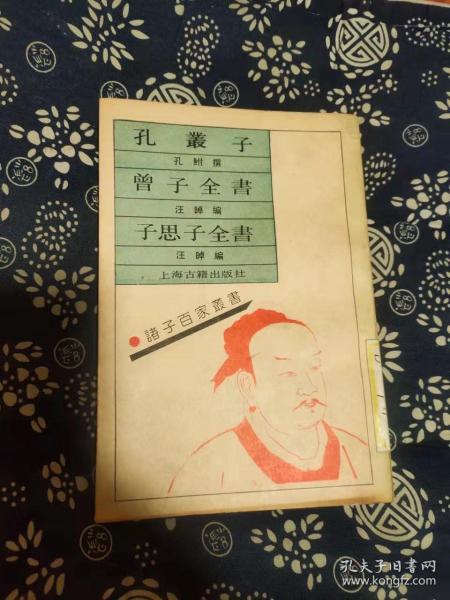 孔叢子
孔鮒撰
曾子全書
汪晫編
子思子全書
汪晫編
上海古籍出版社
諸子百家叢書
孔夫子旧书网
www.kongfz.com